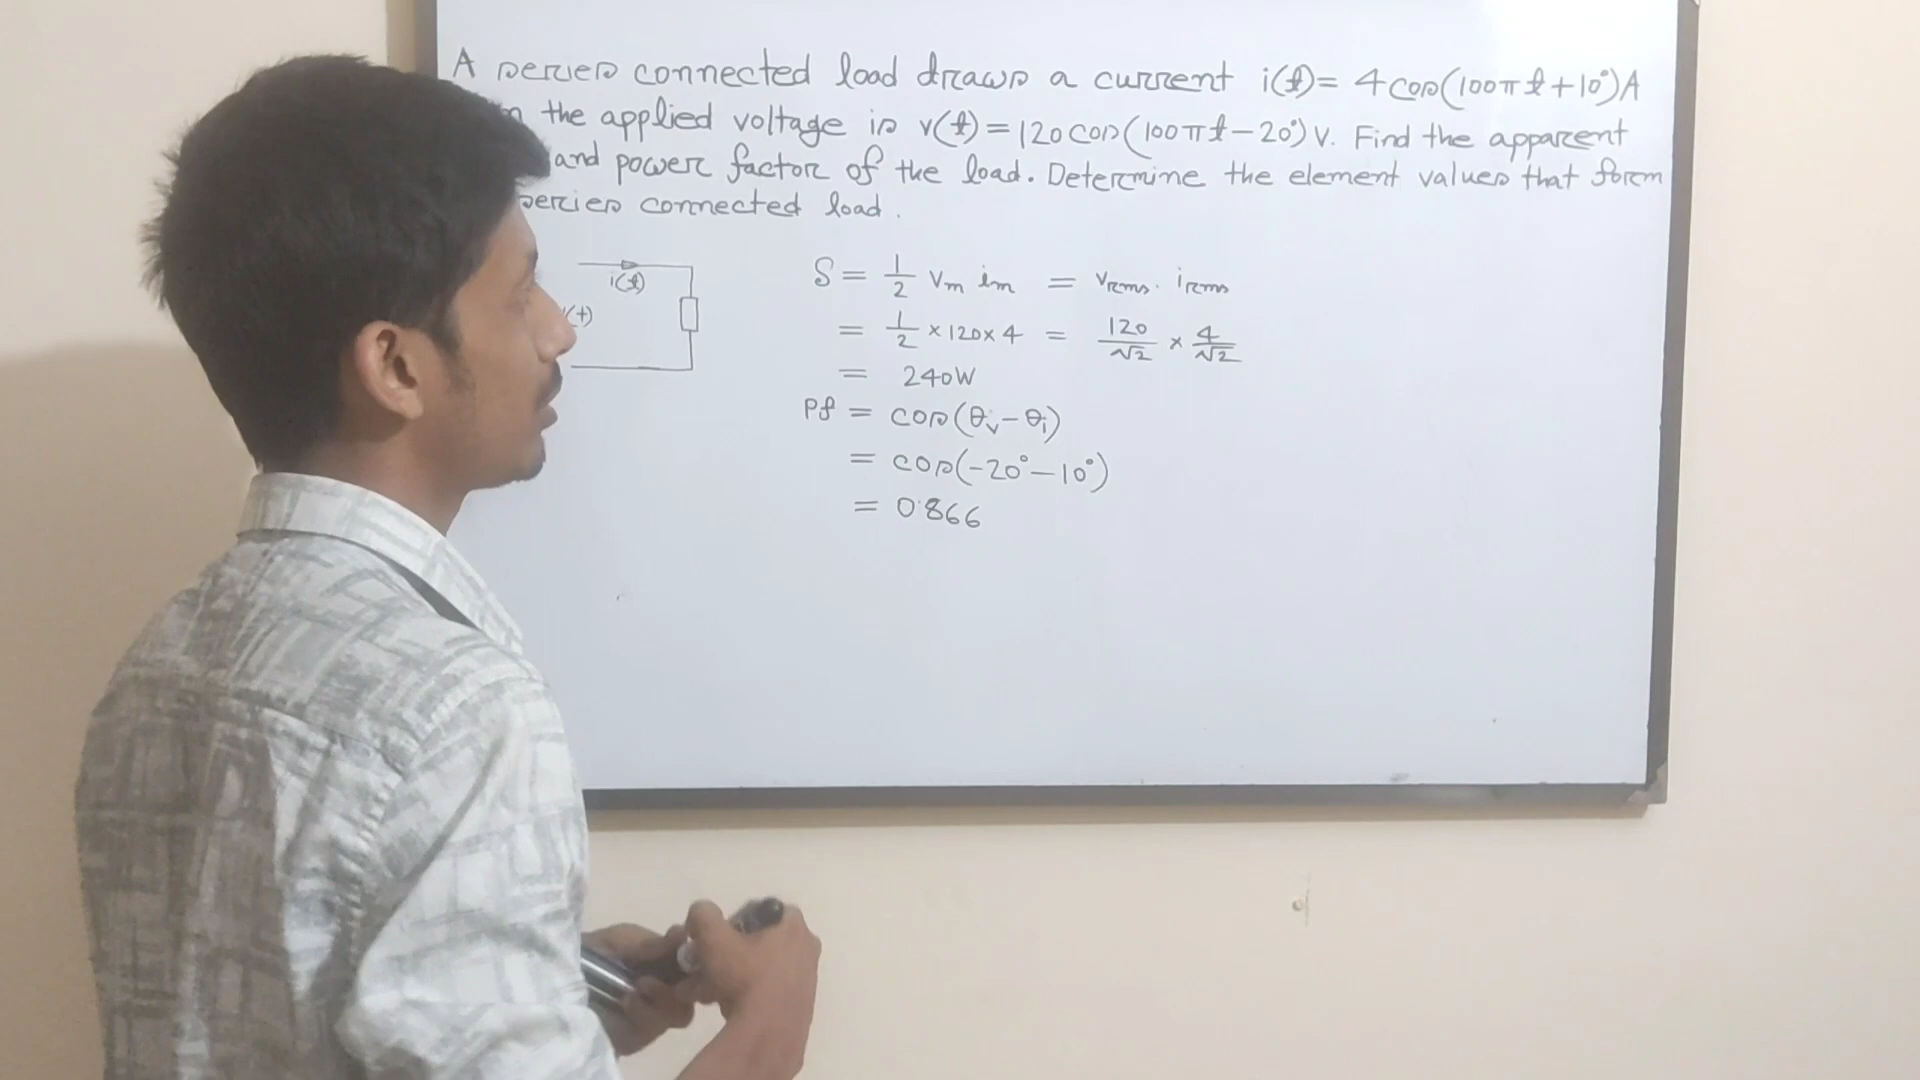 A series connected load draws a current i(t)= 4cos(100πt+10°)A
the applied voltage is v(t)=120cos(100πt-20°)V. Find the apparent
and power factor of the load. Determine the element values that form
series connected load.
i(t)
S = 1/2 Vm im = Vrms. irms
= 1/2 × 120 × 4 = 120/√2 × 4/√2
= 240W
Pf = cos(θv-θi)
= cos(-20°-10°)
= 0.866